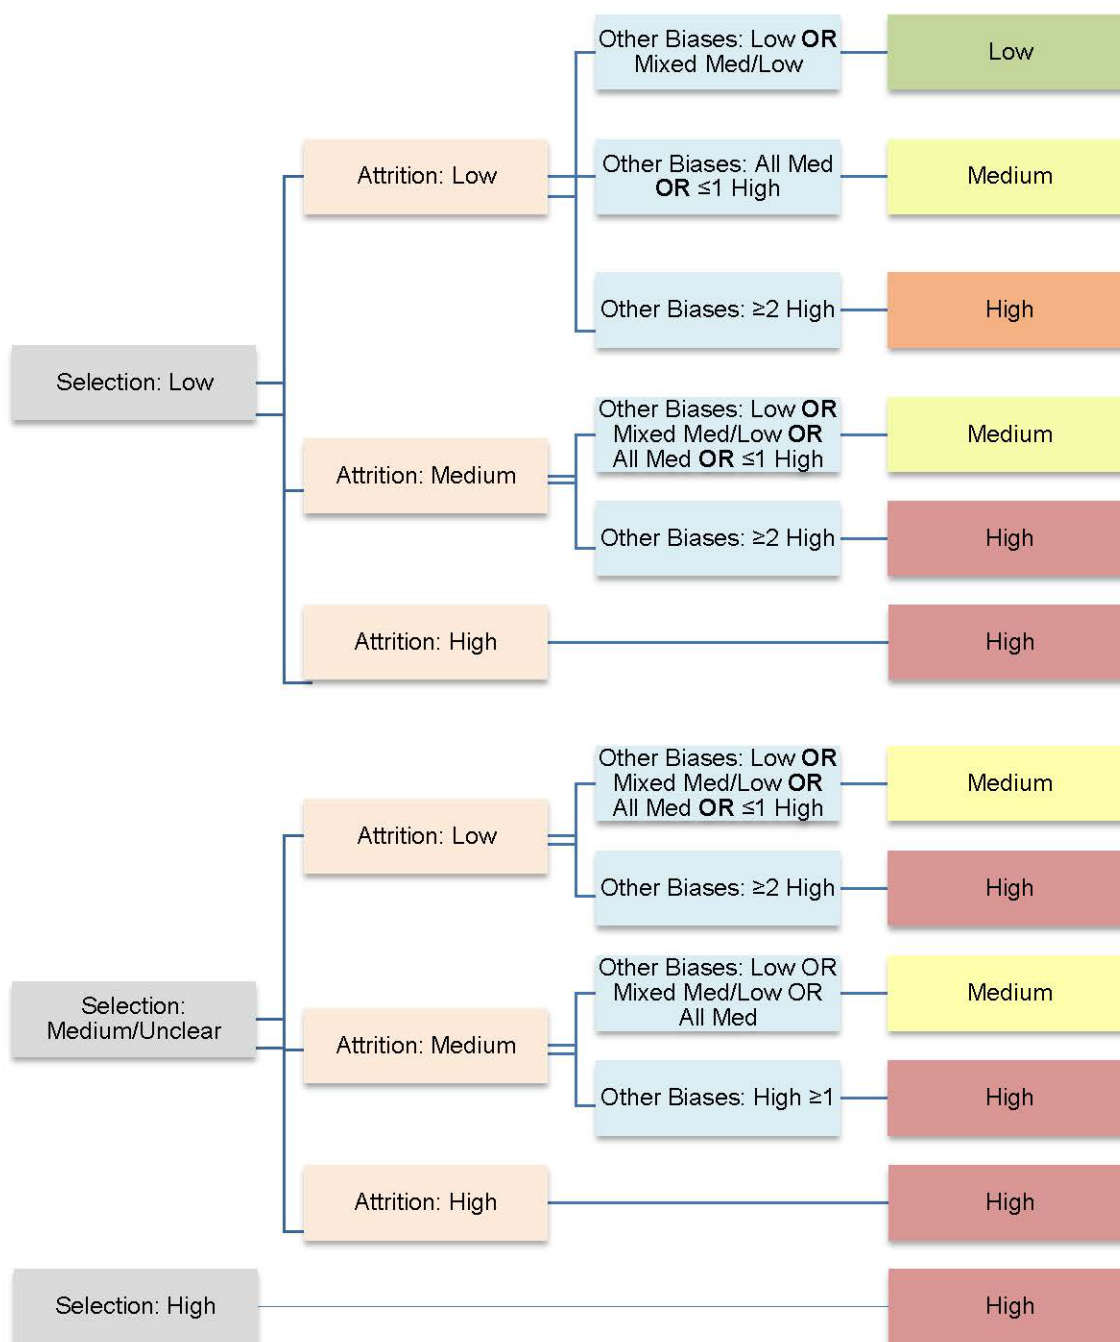 Other Biases: Low OR
Mixed Med/Low
Low
Attrition: Low
Other Biases: All Med
OR ≤1 High
Medium
Other Biases: ≥2 High
High
Selection: Low
Attrition: Medium
Other Biases: Low OR
Mixed Med/Low OR
All Med OR ≤1 High
Medium
Other Biases: ≥2 High
High
Attrition: High
High
Other Biases: Low OR
Mixed Med/Low OR
All Med OR ≤1 High
Medium
Attrition: Low
Other Biases: ≥2 High
High
Selection:
Medium/Unclear
Other Biases: Low OR
Mixed Med/Low OR
All Med
Medium
Attrition: Medium
Other Biases: High ≥1
High
Attrition: High
High
Selection: High
High